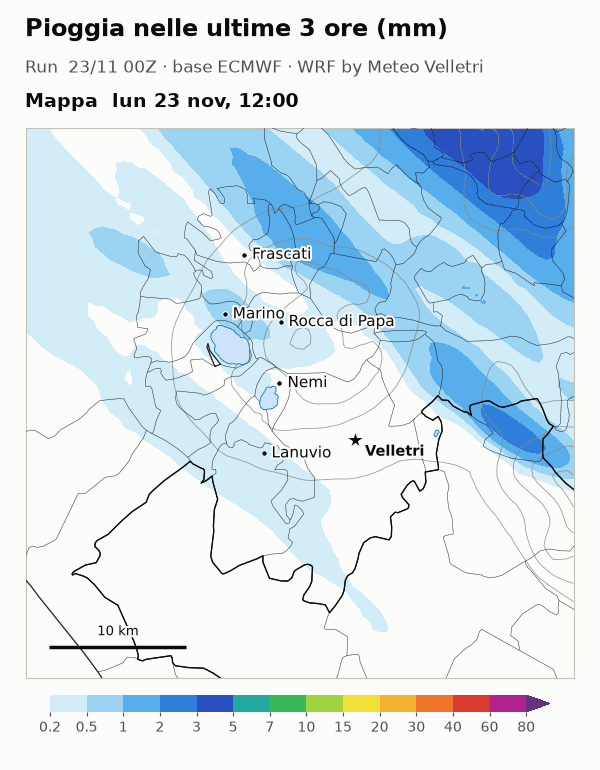 Pioggia nelle ultime 3 ore (mm)
Run  23/11 00Z · base ECMWF · WRF by Meteo Velletri
Mappa  lun 23 nov, 12:00
Frascati
Marino
Rocca di Papa
Nemi
Velletri
Lanuvio
10 km
0.2 0.5 1 2 3 5 7 10 15 20 30 40 60 80